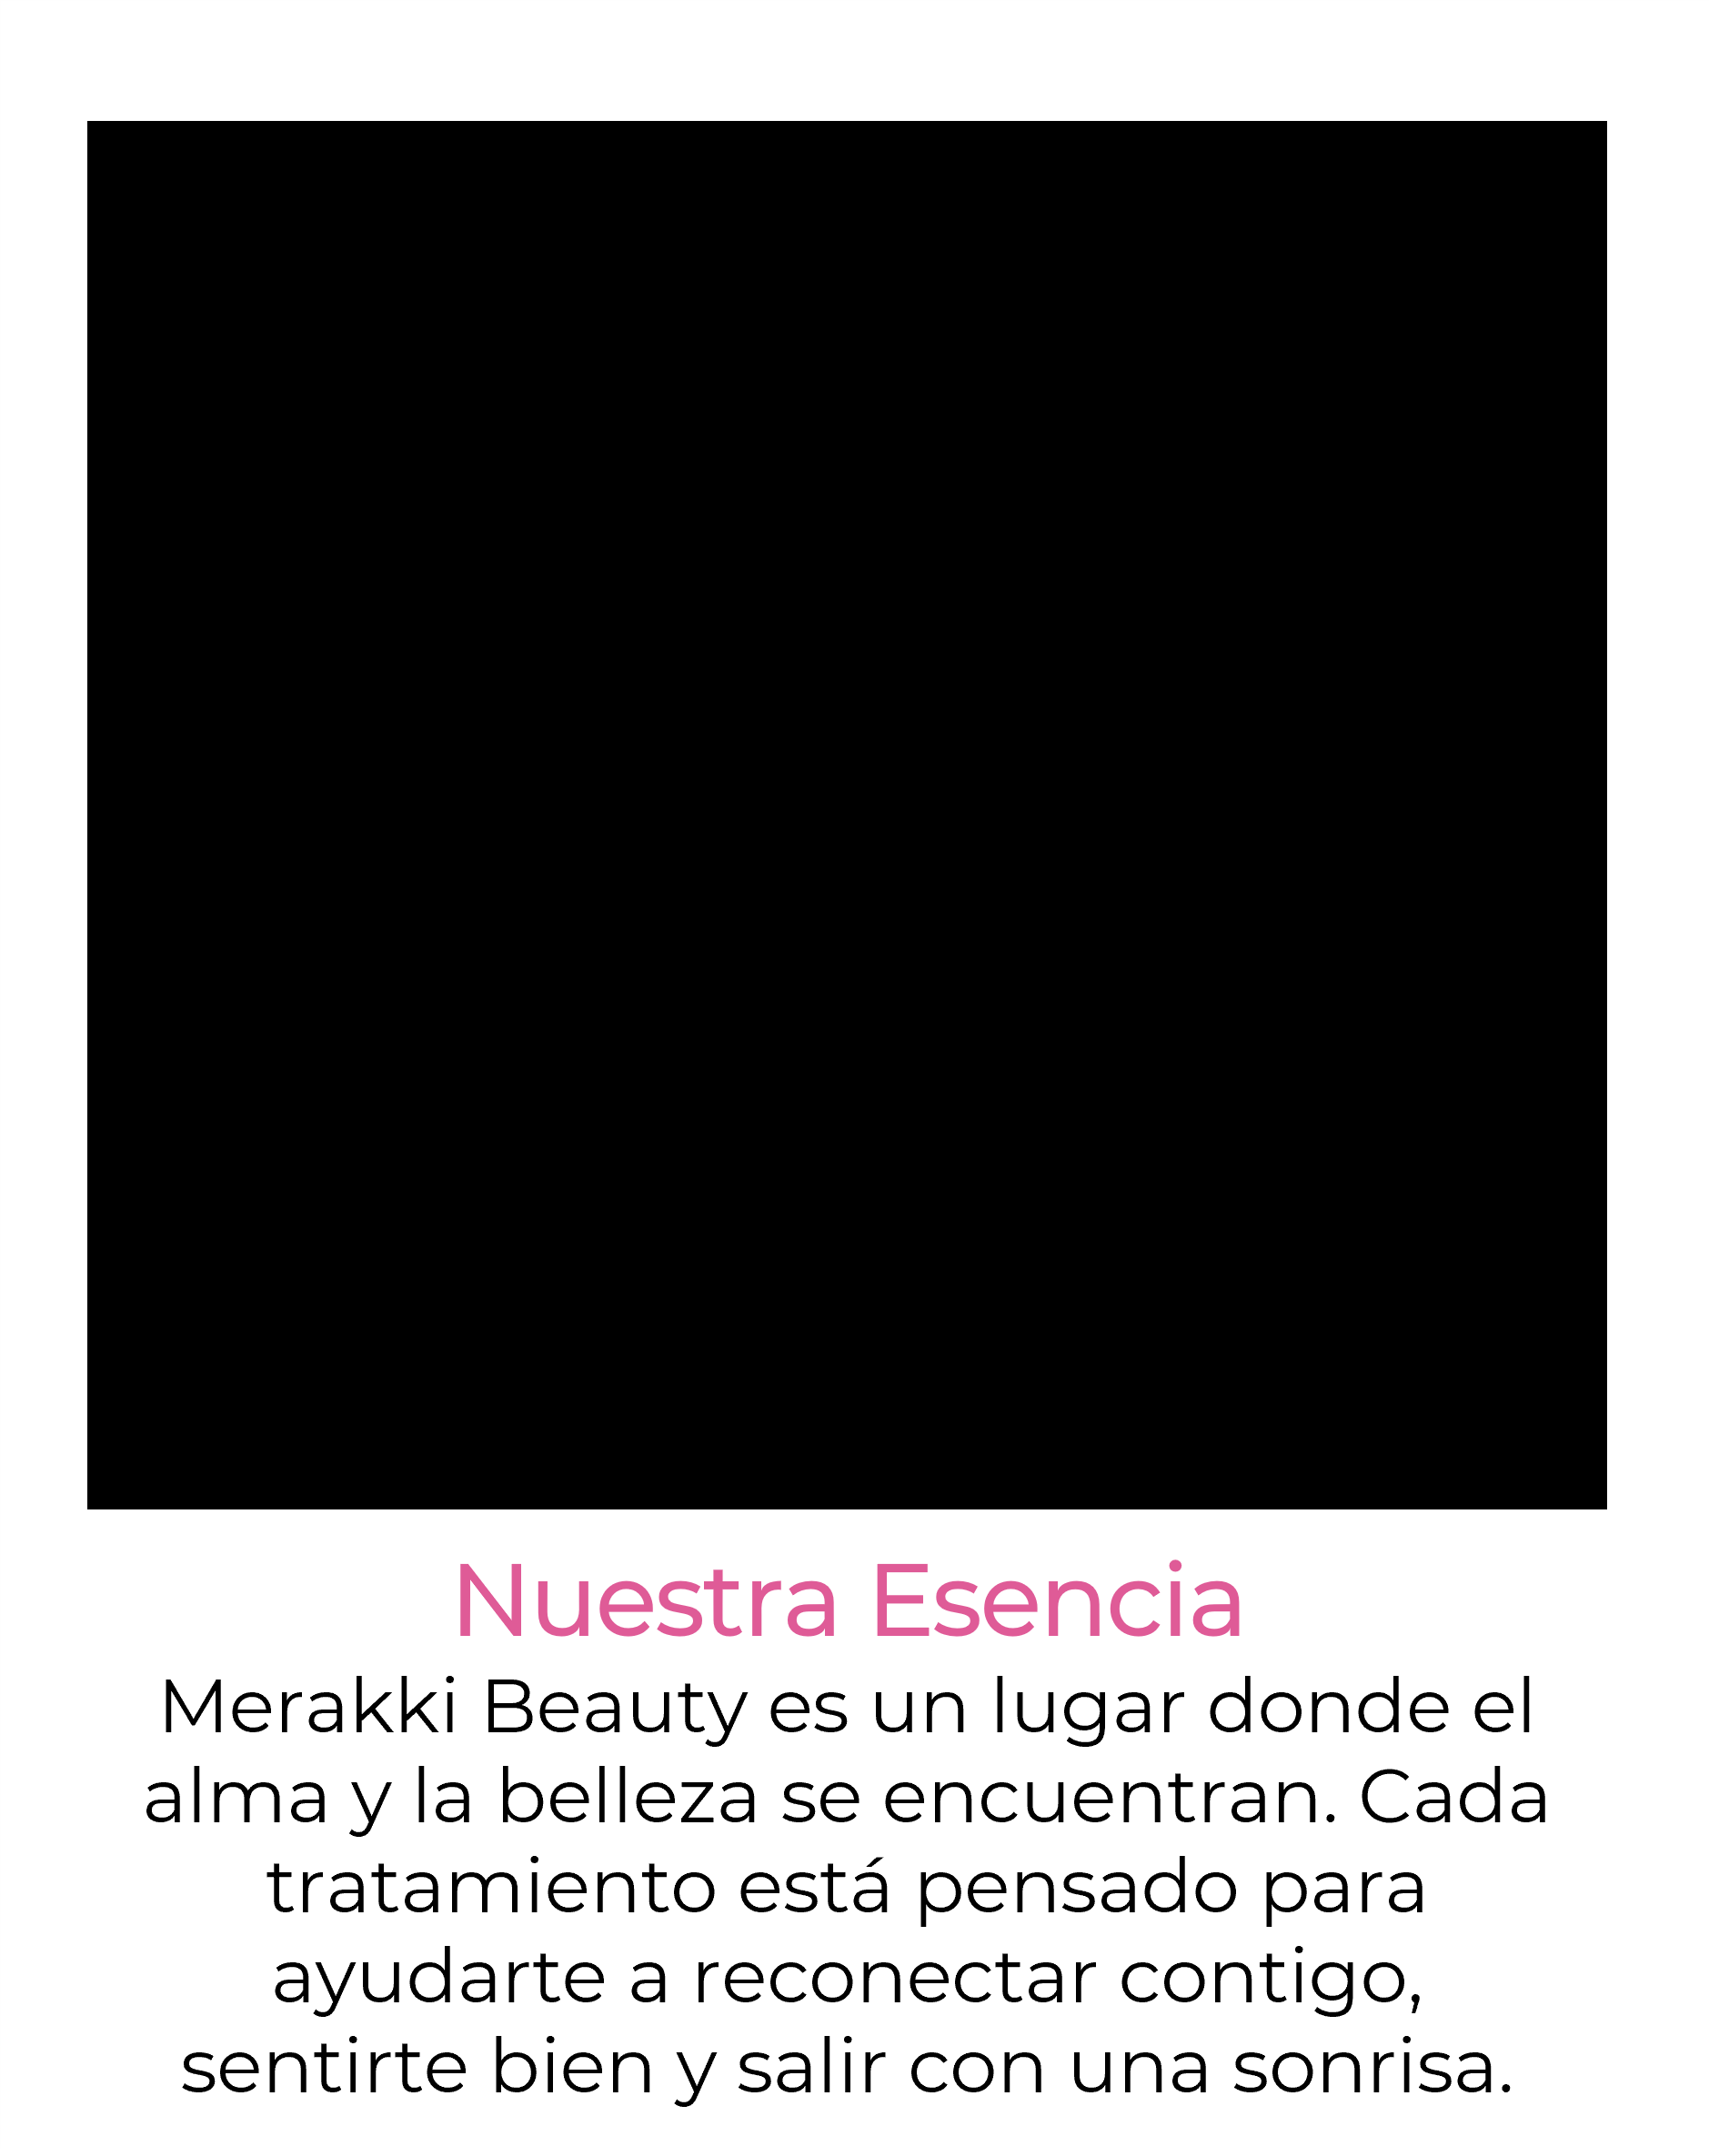 Nuestra Esencia
Merakki Beauty es un lugar donde el
alma y la belleza se encuentran. Cada
tratamiento está pensado para
ayudarte a reconectar contigo,
sentirte bien y salir con una sonrisa.